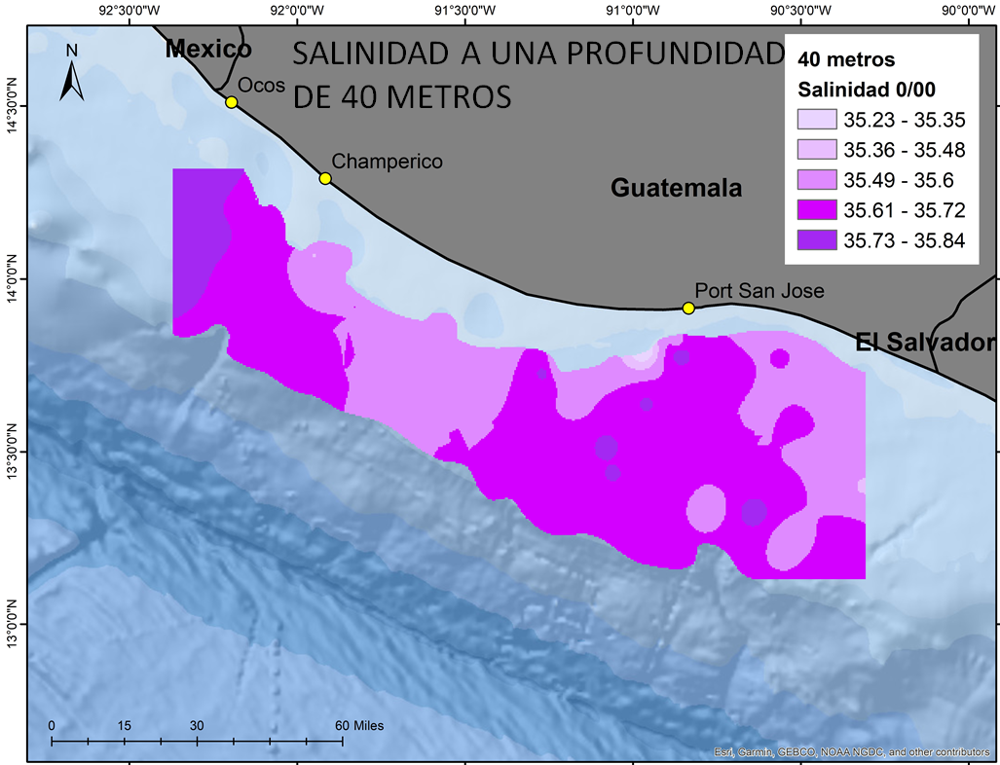 92°30'0"W 92°0'0"W 91°30'0"W 91°0'0"W 90°30'0"W 90°0'0"W
N
Mexico
SALINIDAD A UNA PROFUNDIDAD
DE 40 METROS
Ocos
Champerico
Guatemala
Port San Jose
El Salvador
40 metros
Salinidad 0/00
35.23 - 35.35
35.36 - 35.48
35.49 - 35.6
35.61 - 35.72
35.73 - 35.84
14°30'0"N
14°0'0"N
13°30'0"N
13°0'0"N
0 15 30 60 Miles
Esri, Garmin, GEBCO, NOAA NGDC, and other contributors